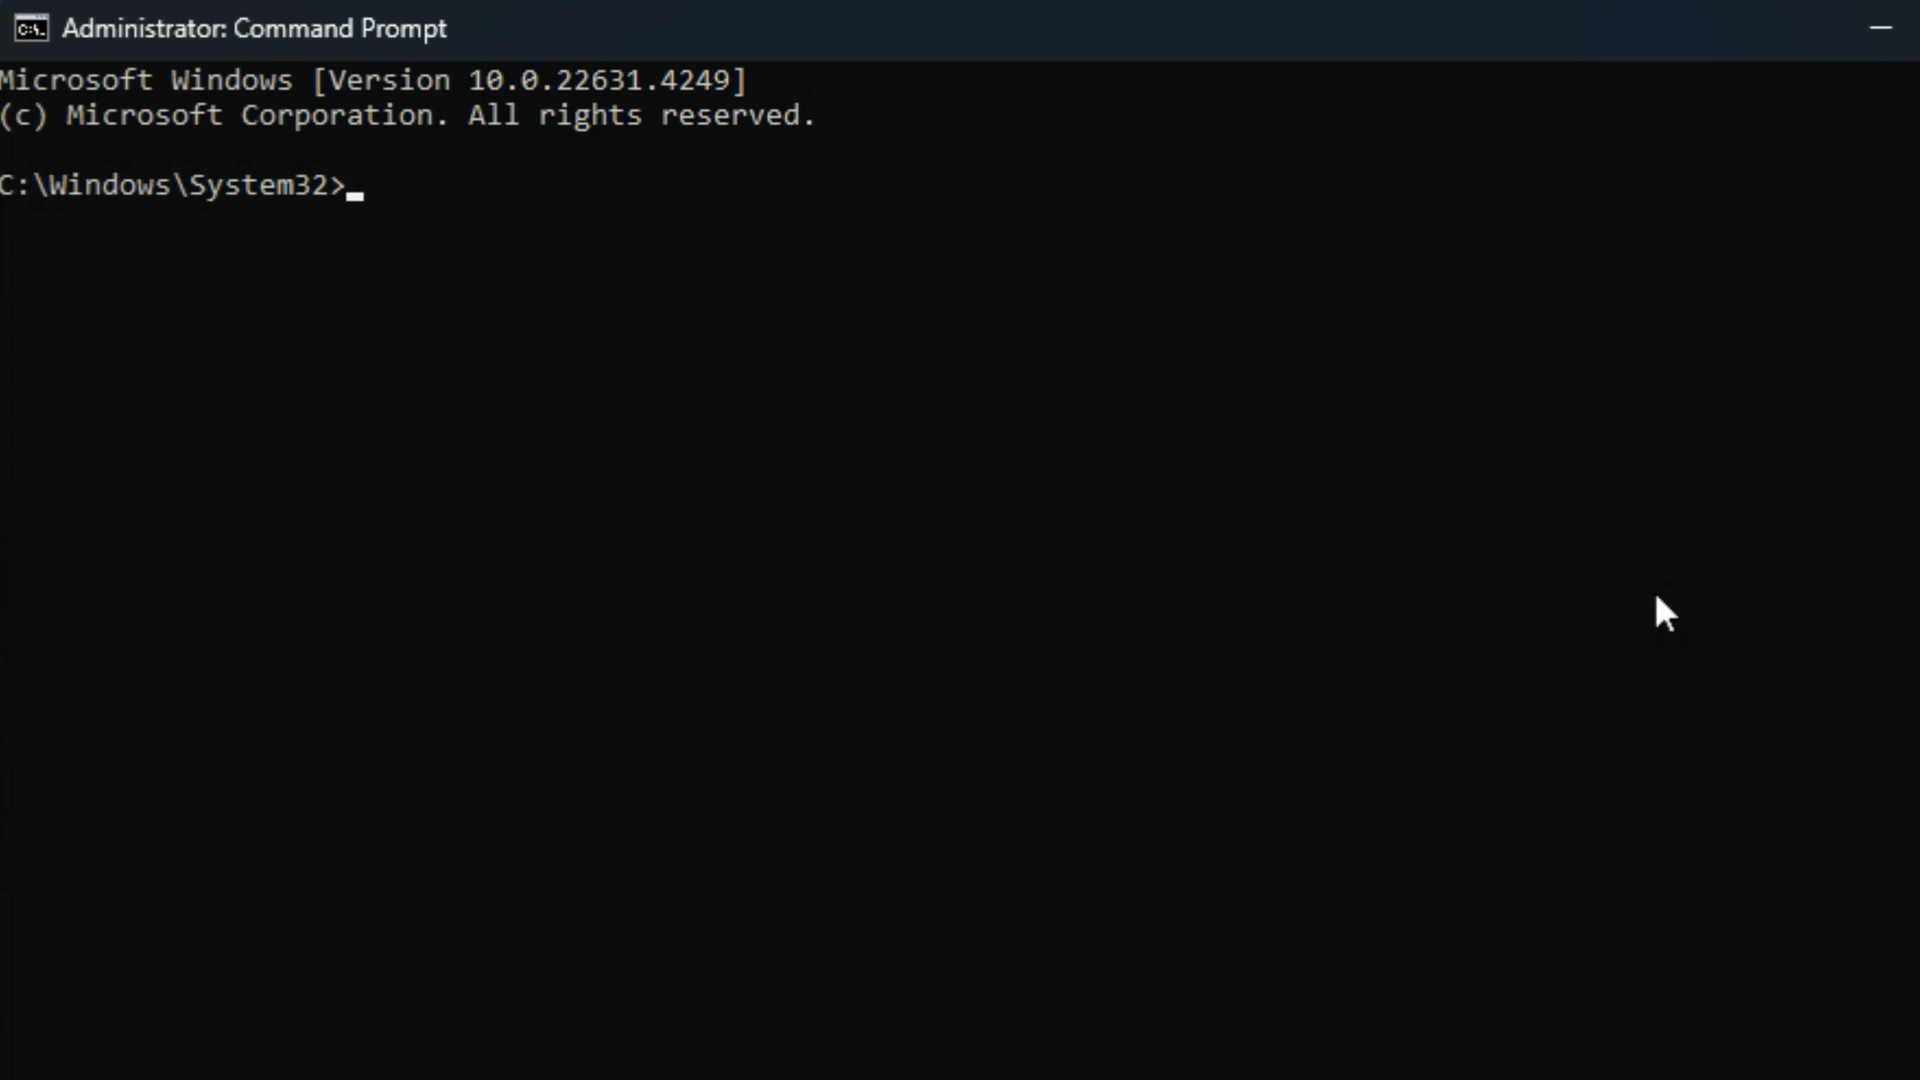 Administrator: Command Prompt
Microsoft Windows [Version 10.0.22631.4249]
(c) Microsoft Corporation. All rights reserved.
C:\Windows\System32>